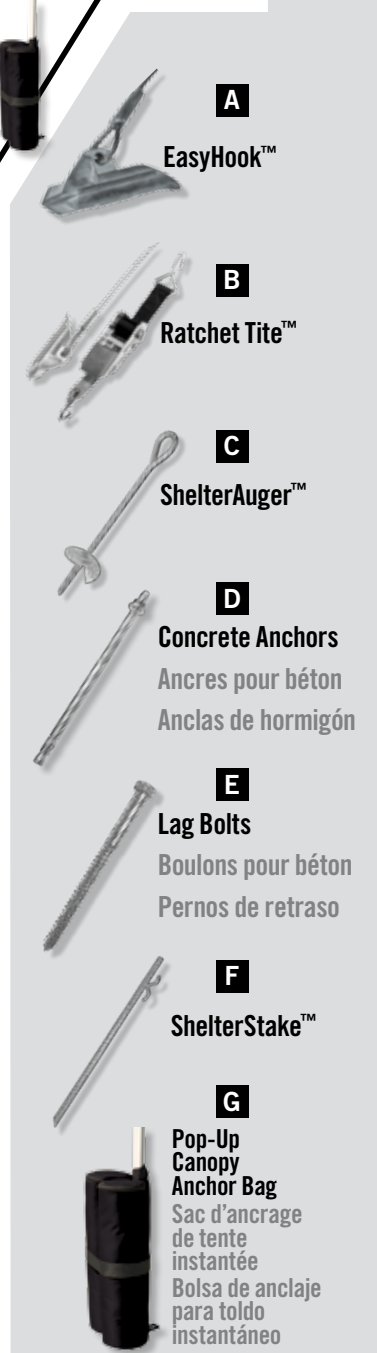 A
EasyHook™
B
Ratchet Tite™
C
ShelterAuger™
D
Concrete Anchors
Ancres pour béton
Anclas de hormigón
E
Lag Bolts
Boulons pour béton
Pernos de retraso
F
ShelterStake™
G
Pop-Up
Canopy
Anchor Bag
Sac d'ancrage
de tente
instantée
Bolsa de anclaje
para toldo
instantáneo